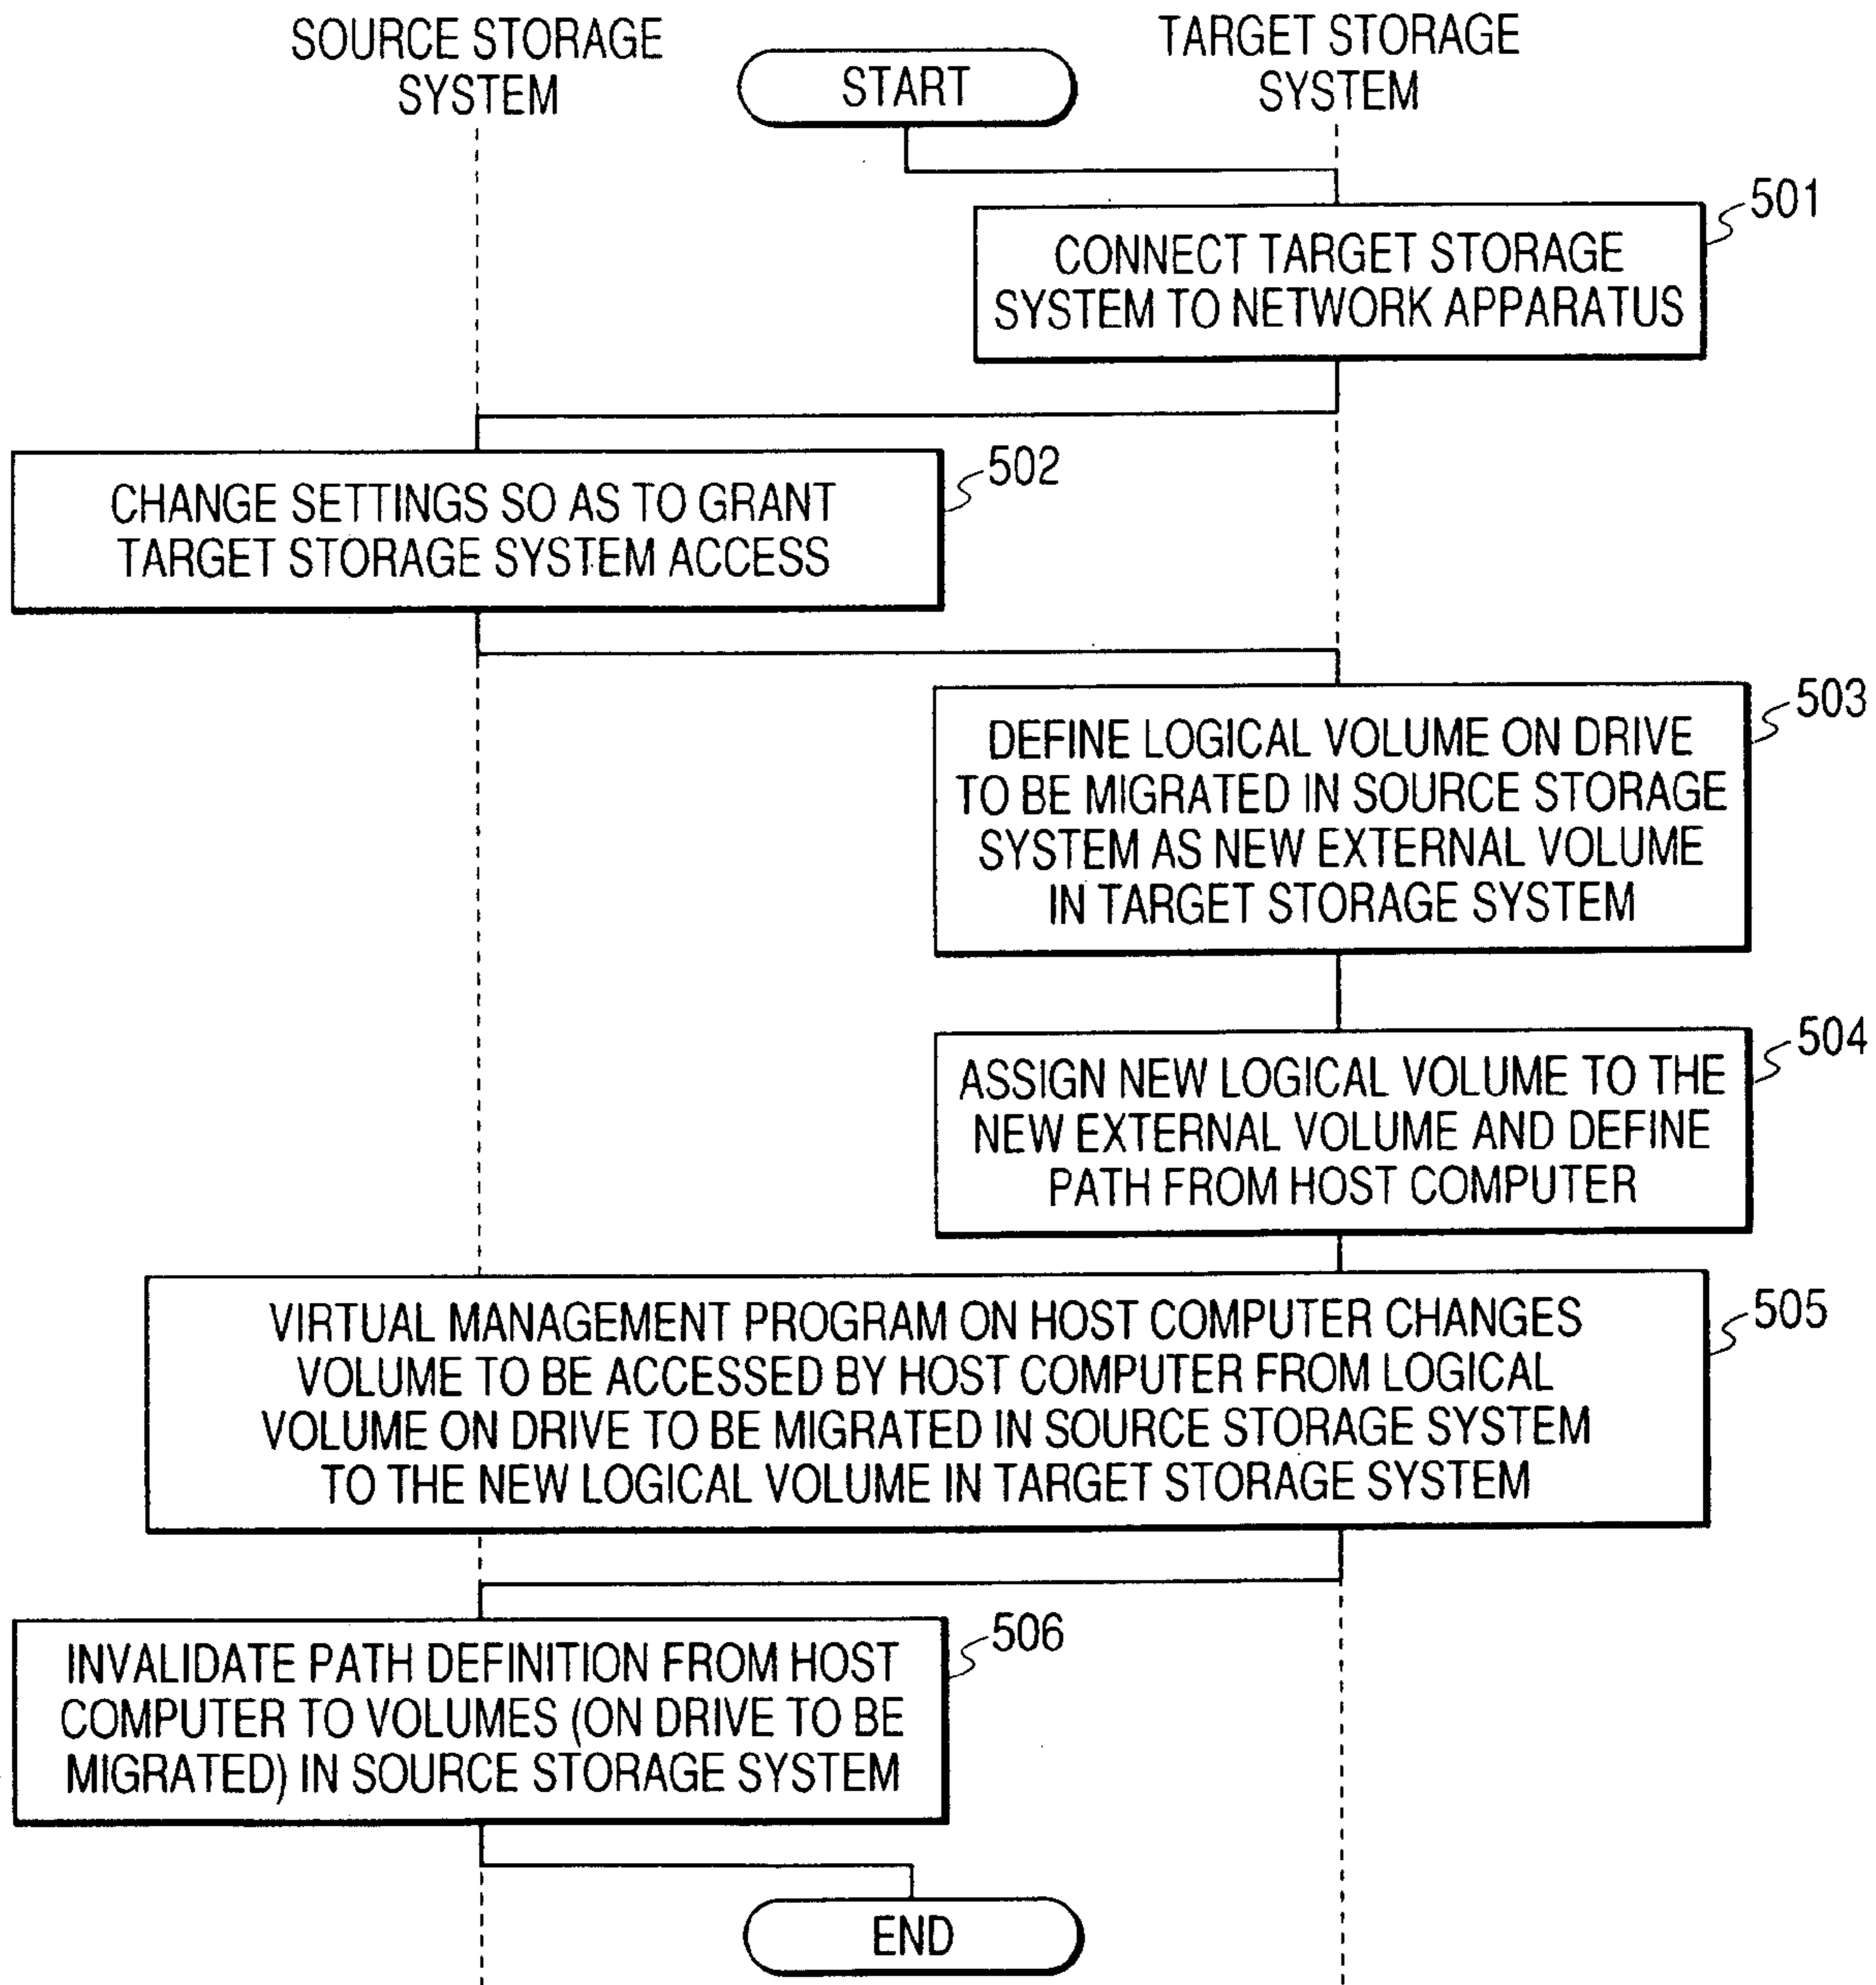 SOURCE STORAGE
SYSTEM
START
TARGET STORAGE
SYSTEM
501
CONNECT TARGET STORAGE
SYSTEM TO NETWORK APPARATUS
502
CHANGE SETTINGS SO AS TO GRANT
TARGET STORAGE SYSTEM ACCESS
503
DEFINE LOGICAL VOLUME ON DRIVE
TO BE MIGRATED IN SOURCE STORAGE
SYSTEM AS NEW EXTERNAL VOLUME
IN TARGET STORAGE SYSTEM
504
ASSIGN NEW LOGICAL VOLUME TO THE
NEW EXTERNAL VOLUME AND DEFINE
PATH FROM HOST COMPUTER
505
VIRTUAL MANAGEMENT PROGRAM ON HOST COMPUTER CHANGES
VOLUME TO BE ACCESSED BY HOST COMPUTER FROM LOGICAL
VOLUME ON DRIVE TO BE MIGRATED IN SOURCE STORAGE SYSTEM
TO THE NEW LOGICAL VOLUME IN TARGET STORAGE SYSTEM
506
INVALIDATE PATH DEFINITION FROM HOST
COMPUTER TO VOLUMES (ON DRIVE TO BE
MIGRATED) IN SOURCE STORAGE SYSTEM
END